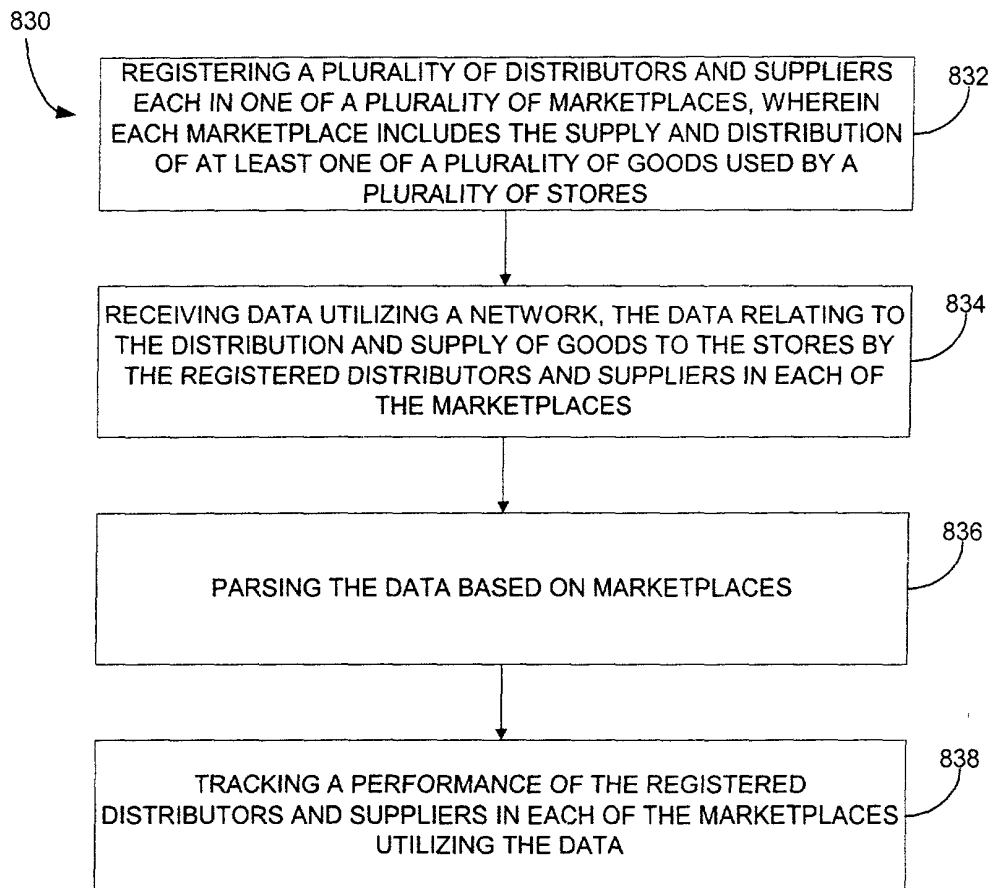 830
REGISTERING A PLURALITY OF DISTRIBUTORS AND SUPPLIERS
EACH IN ONE OF A PLURALITY OF MARKETPLACES, WHEREIN
EACH MARKETPLACE INCLUDES THE SUPPLY AND DISTRIBUTION
OF AT LEAST ONE OF A PLURALITY OF GOODS USED BY A
PLURALITY OF STORES
832
RECEIVING DATA UTILIZING A NETWORK, THE DATA RELATING TO
THE DISTRIBUTION AND SUPPLY OF GOODS TO THE STORES BY
THE REGISTERED DISTRIBUTORS AND SUPPLIERS IN EACH OF
THE MARKETPLACES
834
PARSING THE DATA BASED ON MARKETPLACES
836
TRACKING A PERFORMANCE OF THE REGISTERED
DISTRIBUTORS AND SUPPLIERS IN EACH OF THE MARKETPLACES
UTILIZING THE DATA
838